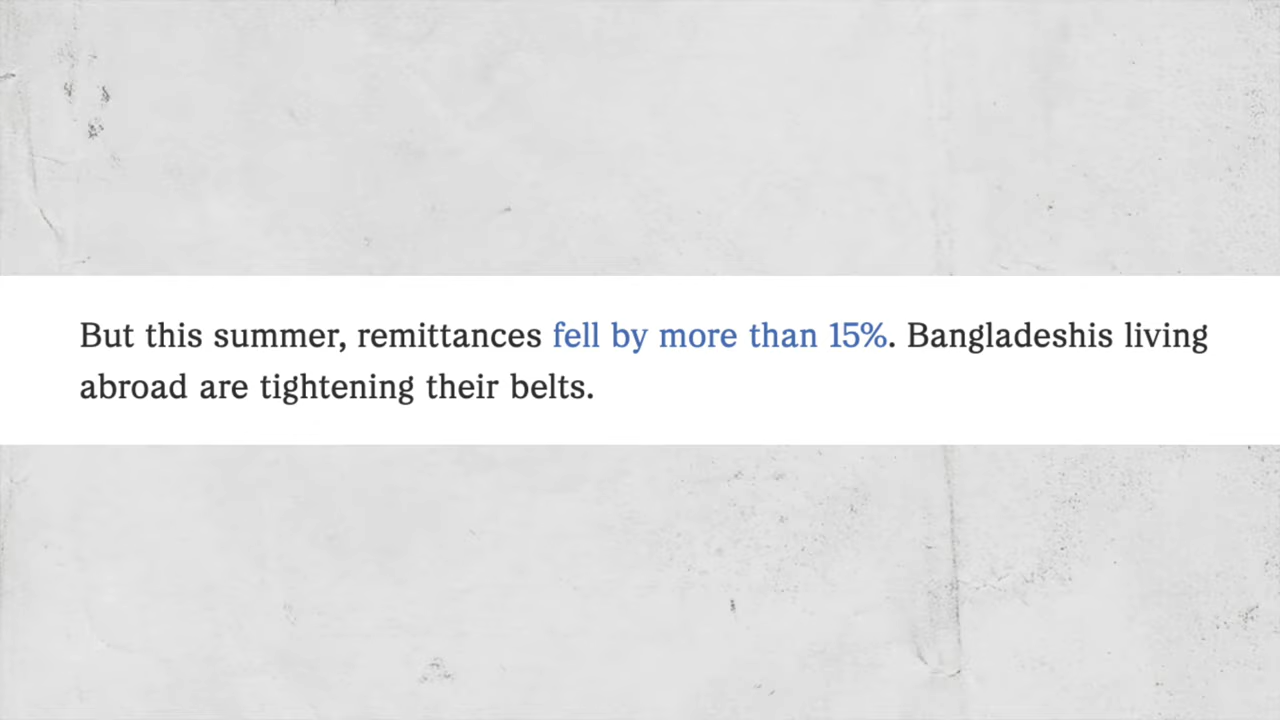 But this summer, remittances fell by more than 15%. Bangladeshis living
abroad are tightening their belts.